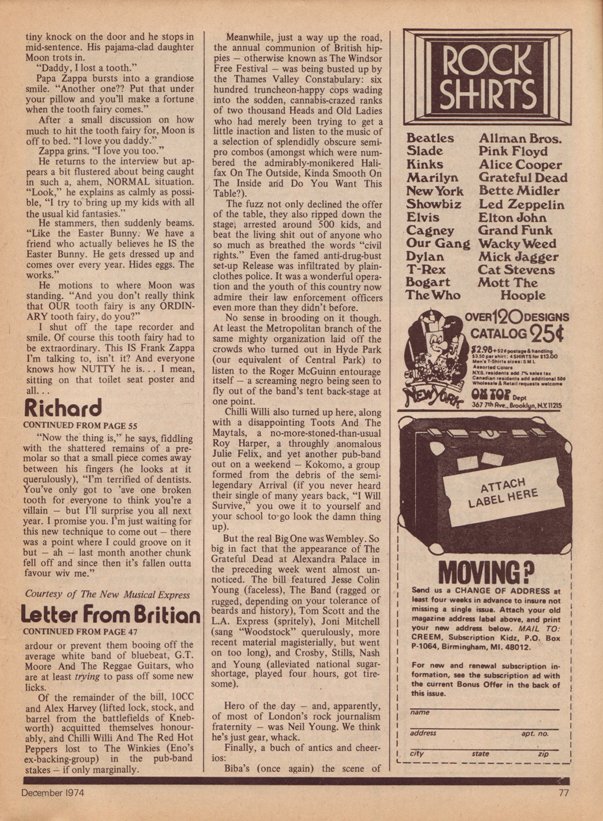 tiny knock on the door and he stops in
mid-sentence. His pajama-clad daughter
Moon trots in.
"Daddy, I lost a tooth."
Papa Zappa bursts into a grandiose
smile. "Another one?? Put that under
your pillow and you'll make a fortune
when the tooth fairy comes."
After a small discussion on how
much to hit the tooth fairy for, Moon is
off to bed. "I love you daddy."
Zappa grins. "I love you too."
He returns to the interview but ap-
pears a bit flustered about being caught
in such a, ahem, NORMAL situation.
"Look," he explains as calmly as possi-
ble, "I try to bring up my kids with all
the usual kid fantasies."
He stammers, then suddenly beams.
"Like the Easter Bunny. We have a
friend who actually believes he IS the
Easter Bunny. He gets dressed up and
comes over every year. Hides eggs. The
works."
He motions to where Moon was
standing. "And you don't really think
that OUR tooth fairy is any ORDIN-
ARY tooth fairy, do you?"
I shut off the tape recorder and
smile. Of course this tooth fairy had to
be extraordinary. This IS Frank Zappa
I'm talking to, isn't it? And everyone
knows how NUTTY he is. . . I mean,
sitting on that toilet seat poster and
all. . .
Richard
CONTINUED FROM PAGE 55
"Now the thing is," he says, fiddling
with the shattered remains of a pre-
molar so that a small piece comes away
between his fingers (he looks at it
querulously), "I'm terrified of dentists.
You've only got to 'ave one broken
tooth for everyone to think you're a
villain — but I'll surprise you all next
year. I promise you. I'm just waiting for
this new technique to come out — there
was a point where I could groove on it
but — ah — last month another chunk
fell off and since then it's fallen outta
favour wiv me."
Courtesy of The New Musical Express
Letter From Britian
CONTINUED FROM PAGE 47
ardour or prevent them booing off the
average white band of bluebeat, G.T.
Moore And The Reggae Guitars, who
are at least trying to pass off some new
licks.
Of the remainder of the bill, 10CC
and Alex Harvey (lifted lock, stock, and
barrel from the battlefields of Kneb-
worth) acquitted themselves honour-
ably, and Chilli Willi And The Red Hot
Peppers lost to The Winkies (Eno's
ex-backing-group) in the pub-band
stakes — if only marginally.
Meanwhile, just a way up the road,
the annual communion of British hip-
pies — otherwise known as The Windsor
Free Festival — was being busted up by
the Thames Valley Constabulary: six
hundred truncheon-happy cops wading
into the sodden, cannabis-crazed ranks
of two thousand Heads and Old Ladies
who had merely been trying to get a
little inaction and listen to the music of
a selection of splendidly obscure semi-
pro combos (amongst which were num-
bered the admirably-monikered Hali-
fax On The Outside, Kinda Smooth On
The Inside and Do You Want This
Table?).
The fuzz not only declined the offer
of the table, they also ripped down the
stage, arrested around 500 kids, and
beat the living shit out of anyone who
so much as breathed the words "civil
rights." Even the famed anti-drug-bust
set-up Release was infiltrated by plain-
clothes police. It was a wonderful opera-
tion and the youth of this country now
admire their law enforcement officers
even more than they didn't before.
No sense in brooding on it though.
At least the Metropolitan branch of the
same mighty organization laid off the
crowds who turned out in Hyde Park
(our equivalent of Central Park) to
listen to the Roger McGuinn entourage
itself — a screaming negro being seen to
fly out of the band's tent back-stage at
one point.
Chilli Willi also turned up here, along
with a disappointing Toots And The
Maytals, a no-more-stoned-than-usual
Roy Harper, a throughly anomalous
Julie Felix, and yet another pub-band
out on a weekend — Kokomo, a group
formed from the debris of the semi-
legendary Arrival (if you never heard
their single of many years back, "I Will
Survive," you owe it to yourself and
your school to go look the damn thing
up).
But the real Big One was Wembley. So
big in fact that the appearance of The
Grateful Dead at Alexandra Palace in
the preceding week went almost un-
noticed. The bill featured Jesse Colin
Young (faceless), The Band (ragged or
rugged, depending on your tolerance of
beards and history), Tom Scott and the
L.A. Express (spritely), Joni Mitchell
(sang "Woodstock" querulously, more
recent material magisterially, but went
on too long), and Crosby, Stills, Nash
and Young (alleviated national sugar-
shortage, played four hours, got tire-
some).
Hero of the day — and, apparently,
of most of London's rock journalism
fraternity — was Neil Young. We think
he's just gear, whack.
Finally, a buch of antics and cheer-
ios:
Biba's (once again) the scene of
ROCK
SHIRTS
Beatles
Slade
Kinks
Marilyn
New York
Showbiz
Elvis
Cagney
Our Gang
Dylan
T-Rex
Bogart
The Who
Allman Bros.
Pink Floyd
Alice Cooper
Grateful Dead
Bette Midler
Led Zeppelin
Elton John
Grand Funk
Wacky Weed
Mick Jagger
Cat Stevens
Mott The
Hoople
OVER 120 DESIGNS
CATALOG 25¢
$2.98 + 52¢ postage & handling
$3.50 per shirt; 4 SHIRTS for $13.00
Men's T-Shirts sizes: S M L
Assorted Colors
N.Y.S. residents add 7% sales tax
Canadian residents add additional 50¢
Wholesale & Retail requests welcome
NEW YORK
ON TOP Dept
367 7th Ave., Brooklyn, N.Y. 11215
ATTACH
LABEL HERE
MOVING?
Send us a CHANGE OF ADDRESS at
least four weeks in advance to insure not
missing a single issue. Attach your old
magazine address label above, and print
your new address below. MAIL TO:
CREEM, Subscription Kidz, P.O. Box
P-1064, Birmingham, MI. 48012.
For new and renewal subscription in-
formation, see the subscription ad with
the current Bonus Offer in the back of
this issue.
name
address apt. no.
city state zip
December 1974
77